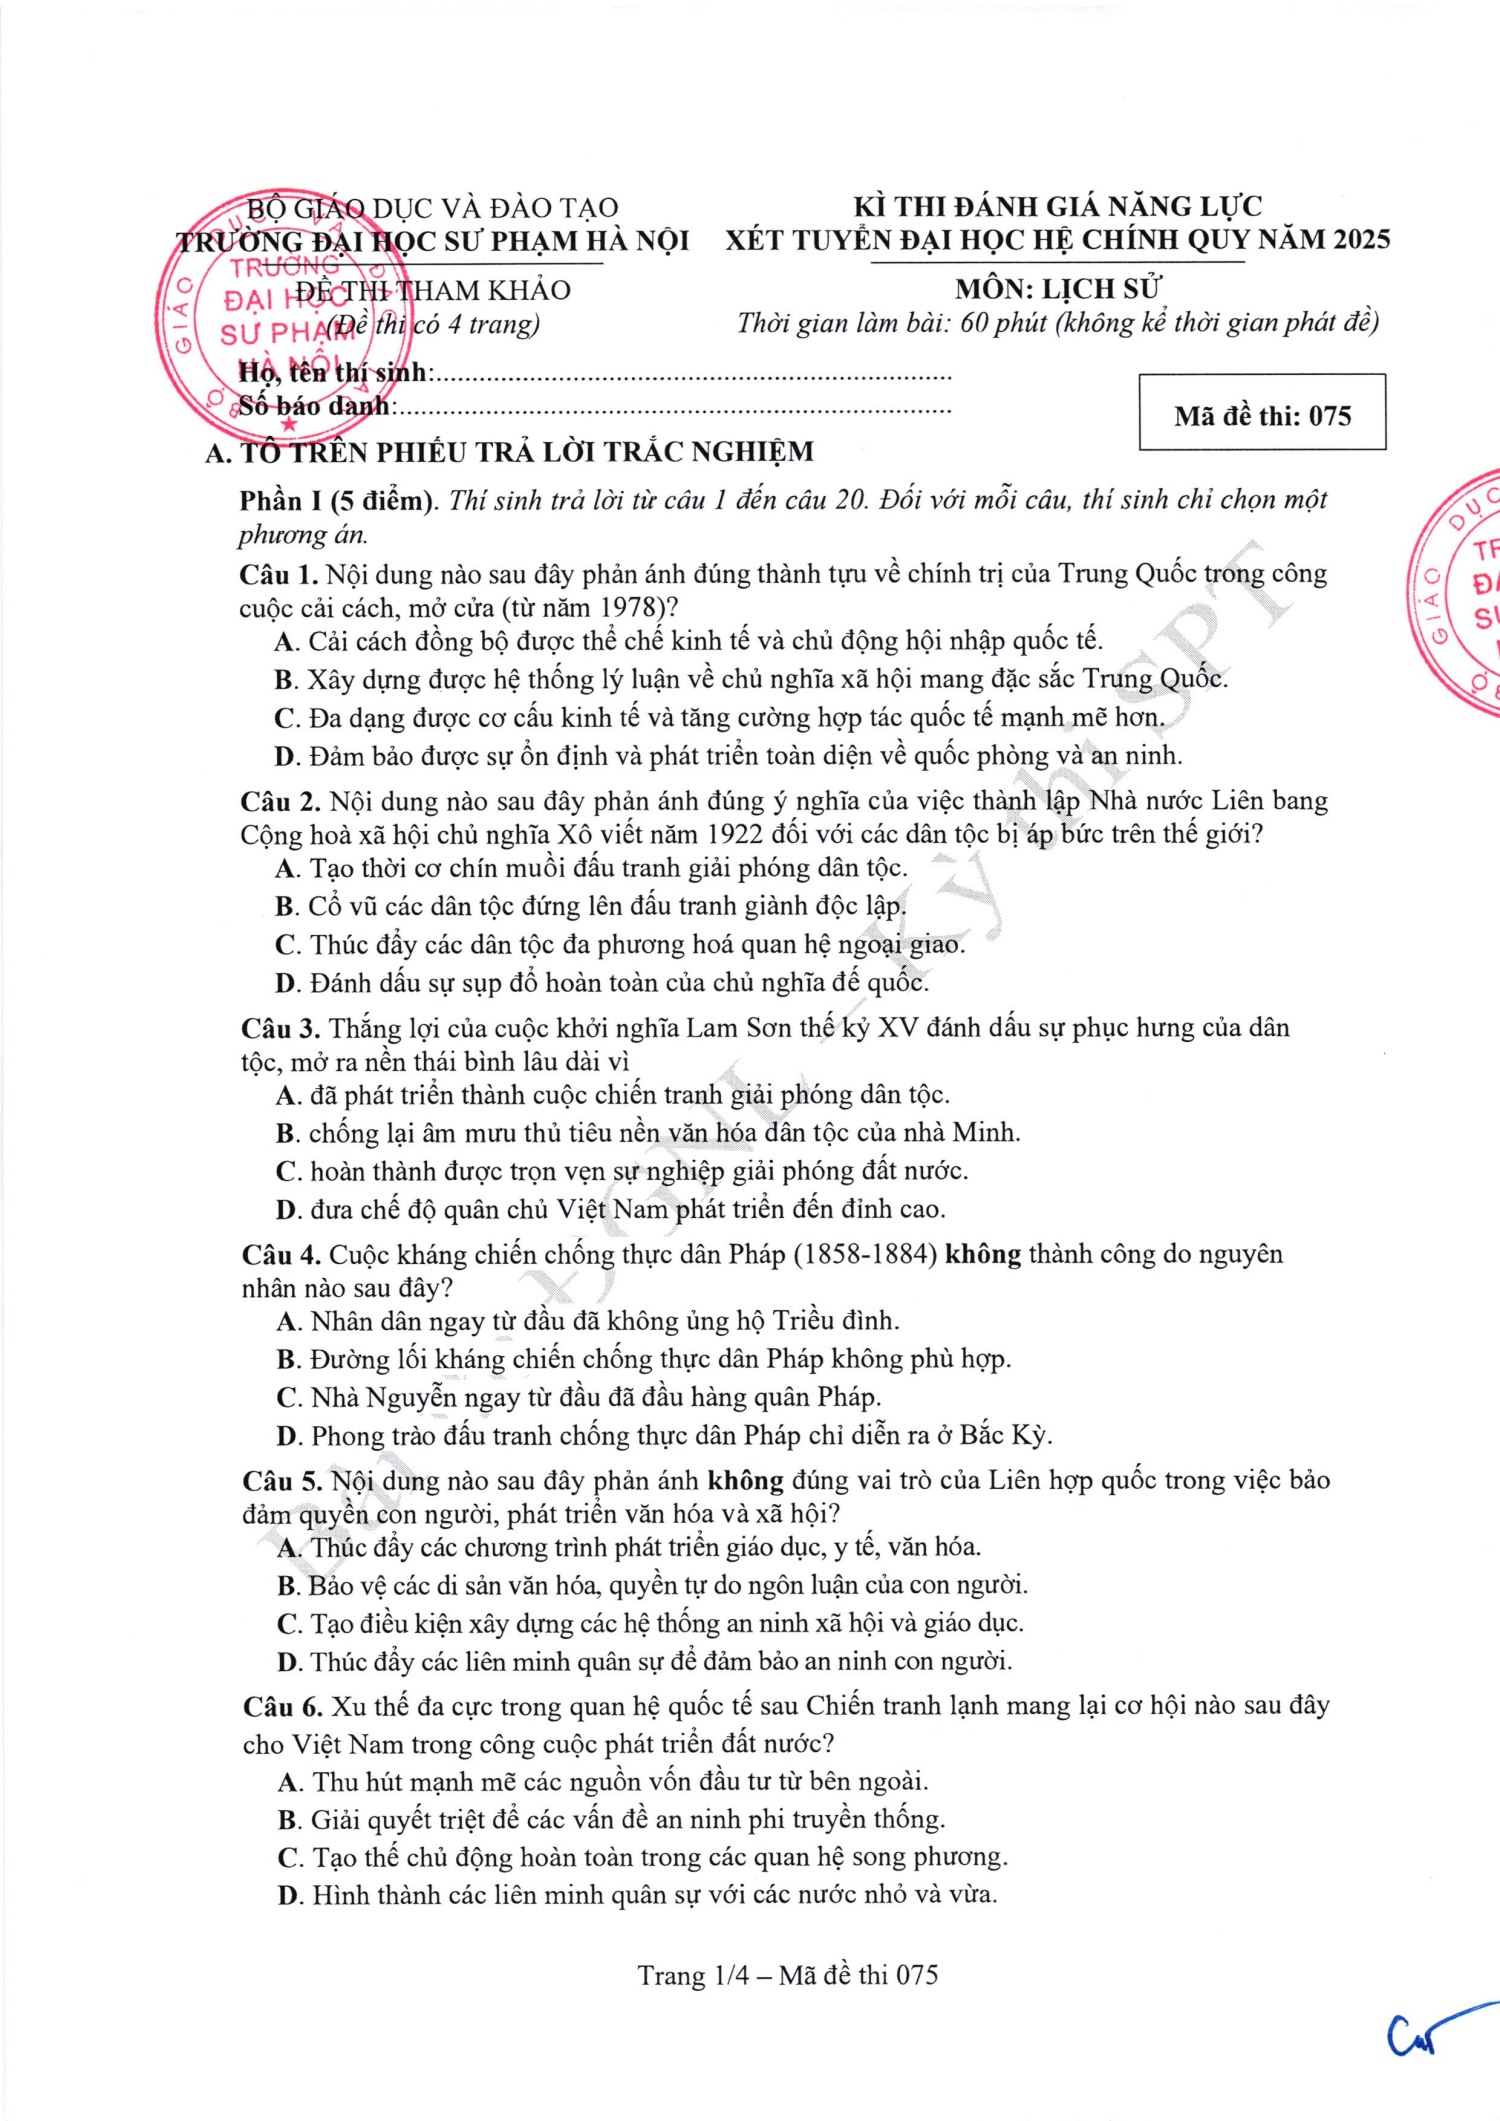 BỘ GIÁO DỤC VÀ ĐÀO TẠO
TRƯỜNG ĐẠI HỌC SƯ PHẠM HÀ NỘI
ĐỀ THI THAM KHẢO
(Đề thi có 4 trang)
KÌ THI ĐÁNH GIÁ NĂNG LỰC
XÉT TUYỂN ĐẠI HỌC HỆ CHÍNH QUY NĂM 2025
MÔN: LỊCH SỬ
Thời gian làm bài: 60 phút (không kể thời gian phát đề)
BỘ GIÁO DỤC VÀ ĐÀO TẠO
TRƯỜNG
ĐẠI HỌC
SƯ PHẠM
HÀ NỘI
Họ, tên thí sinh:
Số báo danh:
Mã đề thi: 075
A. TÔ TRÊN PHIẾU TRẢ LỜI TRẮC NGHIỆM
Phần I (5 điểm). Thí sinh trả lời từ câu 1 đến câu 20. Đối với mỗi câu, thí sinh chỉ chọn một
phương án.
Câu 1. Nội dung nào sau đây phản ánh đúng thành tựu về chính trị của Trung Quốc trong công
cuộc cải cách, mở cửa (từ năm 1978)?
A. Cải cách đồng bộ được thể chế kinh tế và chủ động hội nhập quốc tế.
B. Xây dựng được hệ thống lý luận về chủ nghĩa xã hội mang đặc sắc Trung Quốc.
C. Đa dạng được cơ cấu kinh tế và tăng cường hợp tác quốc tế mạnh mẽ hơn.
D. Đảm bảo được sự ổn định và phát triển toàn diện về quốc phòng và an ninh.
Câu 2. Nội dung nào sau đây phản ánh đúng ý nghĩa của việc thành lập Nhà nước Liên bang
Cộng hoà xã hội chủ nghĩa Xô viết năm 1922 đối với các dân tộc bị áp bức trên thế giới?
A. Tạo thời cơ chín muồi đấu tranh giải phóng dân tộc.
B. Cổ vũ các dân tộc đứng lên đấu tranh giành độc lập.
C. Thúc đẩy các dân tộc đa phương hoá quan hệ ngoại giao.
D. Đánh dấu sự sụp đổ hoàn toàn của chủ nghĩa đế quốc.
Câu 3. Thắng lợi của cuộc khởi nghĩa Lam Sơn thế kỷ XV đánh dấu sự phục hưng của dân
tộc, mở ra nền thái bình lâu dài vì
A. đã phát triển thành cuộc chiến tranh giải phóng dân tộc.
B. chống lại âm mưu thủ tiêu nền văn hóa dân tộc của nhà Minh.
C. hoàn thành được trọn vẹn sự nghiệp giải phóng đất nước.
D. đưa chế độ quân chủ Việt Nam phát triển đến đỉnh cao.
Câu 4. Cuộc kháng chiến chống thực dân Pháp (1858-1884) không thành công do nguyên
nhân nào sau đây?
A. Nhân dân ngay từ đầu đã không ủng hộ Triều đình.
B. Đường lối kháng chiến chống thực dân Pháp không phù hợp.
C. Nhà Nguyễn ngay từ đầu đã đầu hàng quân Pháp.
D. Phong trào đấu tranh chống thực dân Pháp chỉ diễn ra ở Bắc Kỳ.
Câu 5. Nội dung nào sau đây phản ánh không đúng vai trò của Liên hợp quốc trong việc bảo
đảm quyền con người, phát triển văn hóa và xã hội?
A. Thúc đẩy các chương trình phát triển giáo dục, y tế, văn hóa.
B. Bảo vệ các di sản văn hóa, quyền tự do ngôn luận của con người.
C. Tạo điều kiện xây dựng các hệ thống an ninh xã hội và giáo dục.
D. Thúc đẩy các liên minh quân sự để đảm bảo an ninh con người.
Câu 6. Xu thế đa cực trong quan hệ quốc tế sau Chiến tranh lạnh mang lại cơ hội nào sau đây
cho Việt Nam trong công cuộc phát triển đất nước?
A. Thu hút mạnh mẽ các nguồn vốn đầu tư từ bên ngoài.
B. Giải quyết triệt để các vấn đề an ninh phi truyền thống.
C. Tạo thế chủ động hoàn toàn trong các quan hệ song phương.
D. Hình thành các liên minh quân sự với các nước nhỏ và vừa.
Trang 1/4 – Mã đề thi 075